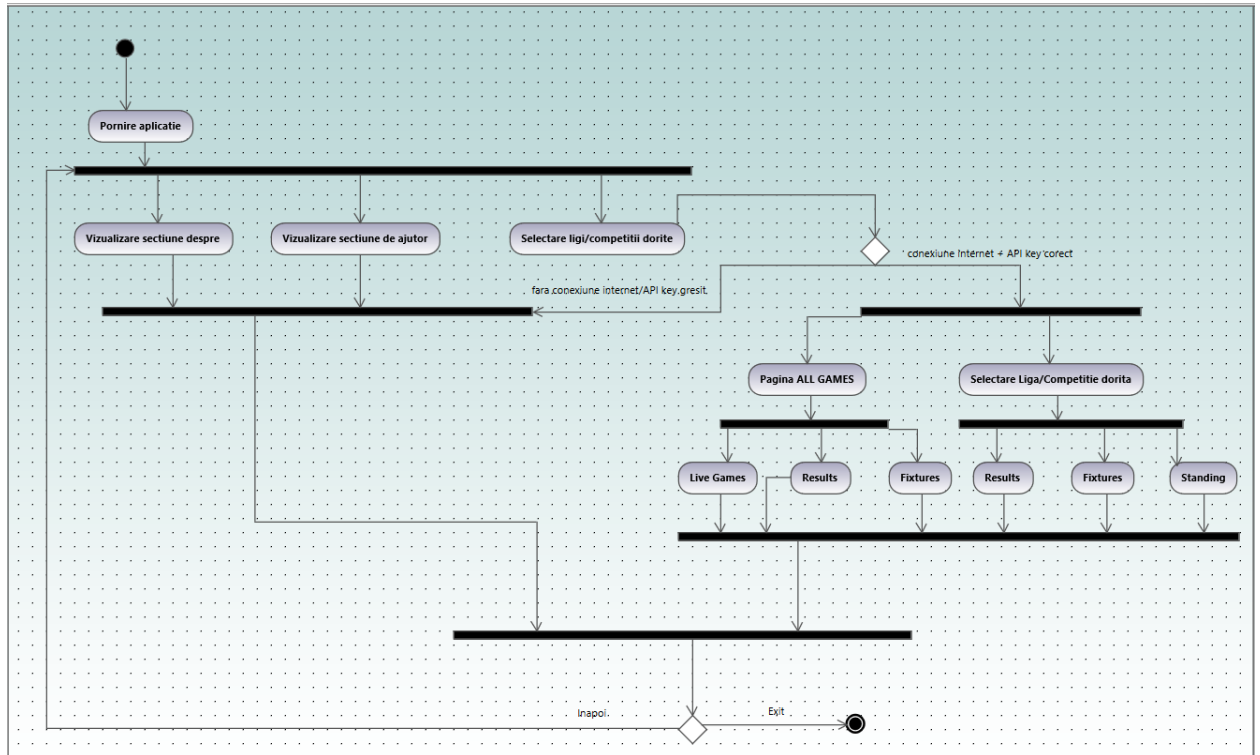 Pornire aplicatie
Vizualizare sectiune despre
Vizualizare sectiune de ajutor
Selectare ligi/competitii dorite
conexiune Internet + API key corect
fara conexiune internet/API key gresit
Pagina ALL GAMES
Selectare Liga/Competitie dorita
Live Games
Results
Fixtures
Results
Fixtures
Standing
Inapoi
Exit